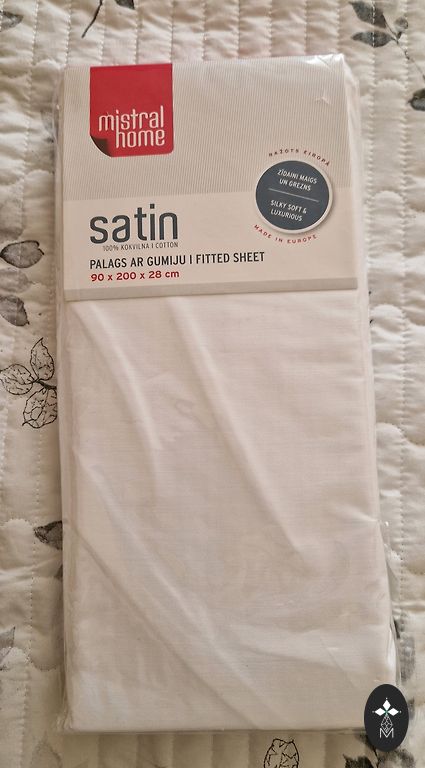 mistral
home
RAŽOTS EIROPĀ
ZĪDAINI MAIGS
UN GREZNS
SILKY SOFT &
LUXURIOUS
MADE IN EUROPE
satin
100% KOKVILNA I COTTON
PALAGS AR GUMIJU I FITTED SHEET
90 x 200 x 28 cm
M